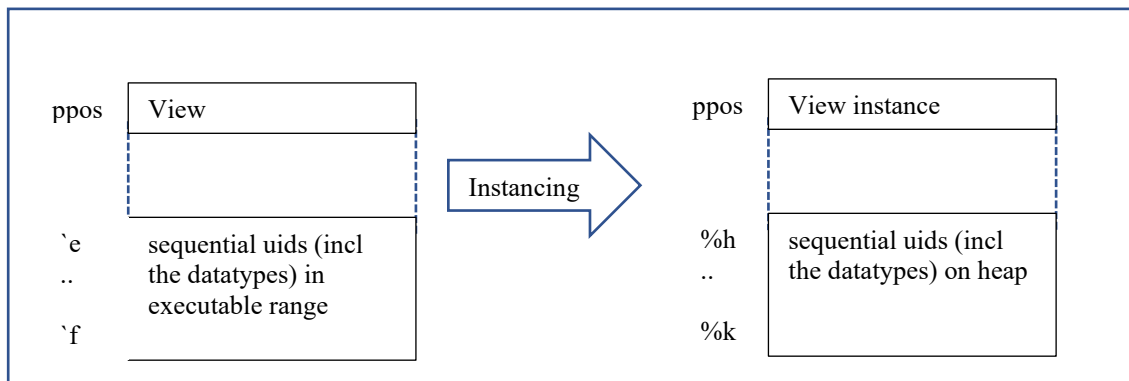 ppos
View
`e
..
`f
sequential uids (incl
the datatypes) in
executable range
Instancing
ppos
View instance
%h
..
%k
sequential uids (incl
the datatypes) on heap